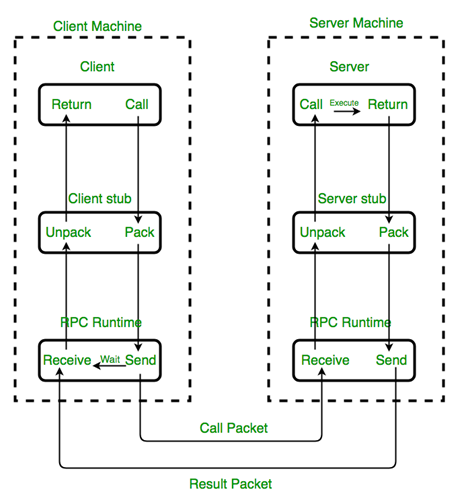 Client Machine
Server Machine
Client
Server
Return Call
Call Execute Return
Client stub
Server stub
Unpack Pack
Unpack Pack
RPC Runtime
RPC Runtime
Receive Wait Send
Receive Send
Call Packet
Result Packet